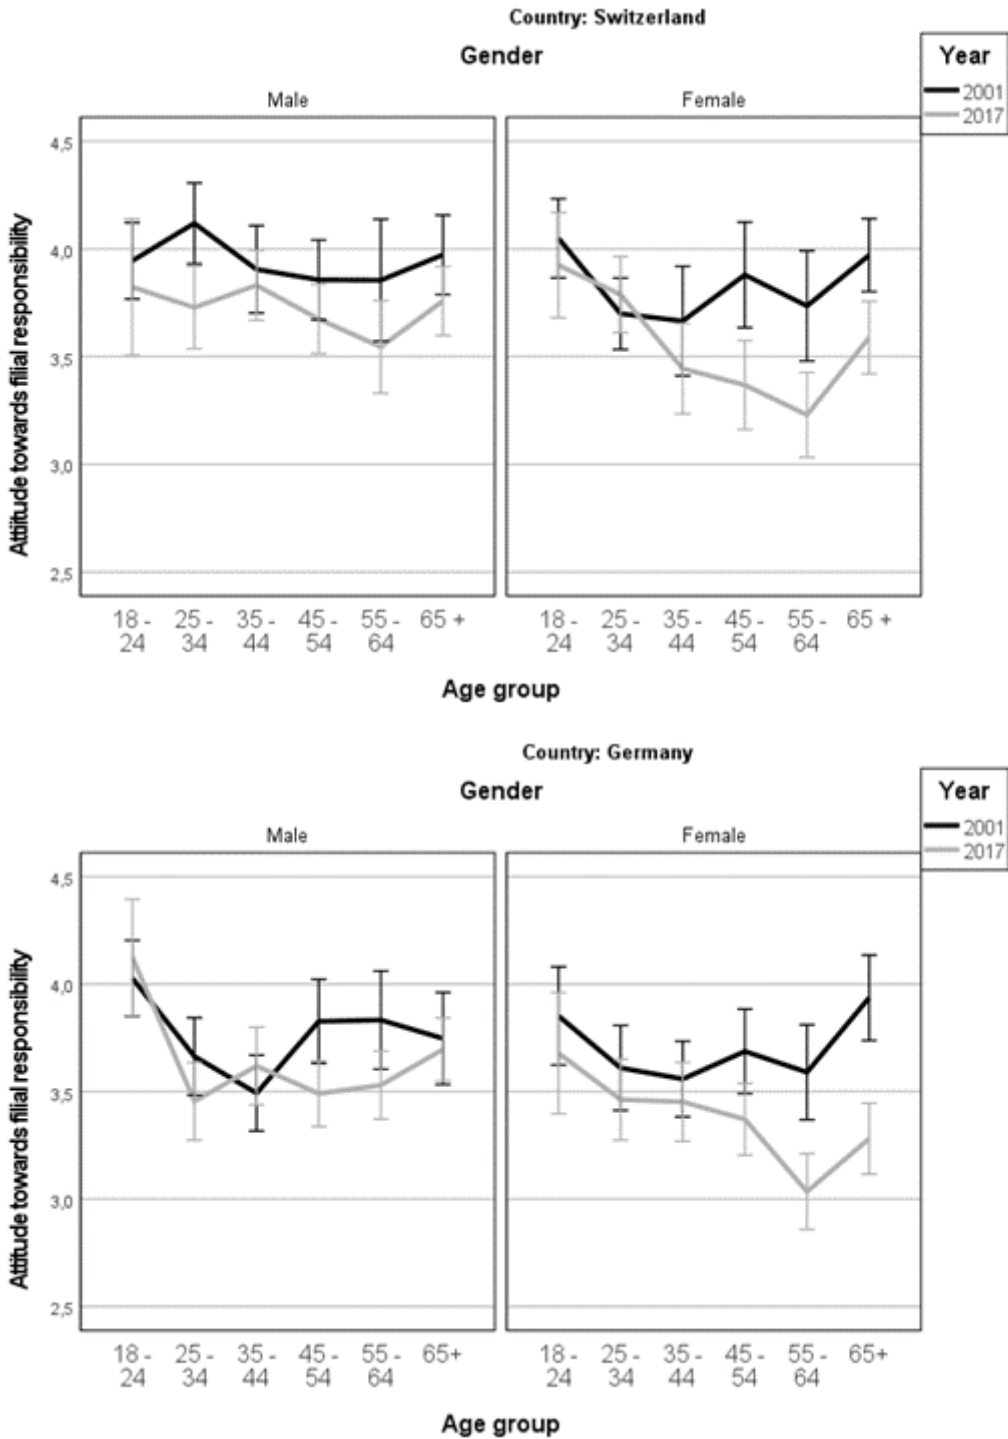 Country: Switzerland
Gender
Year
2001
2017
Male
Female
4,5
4,0
3,5
3,0
2,5
Attitude towards filial responsibility
18 - 24
25 - 34
35 - 44
45 - 54
55 - 64
65 +
18 - 24
25 - 34
35 - 44
45 - 54
55 - 64
65 +
Age group
Country: Germany
Gender
Year
2001
2017
Male
Female
4,5
4,0
3,5
3,0
2,5
Attitude towards filial responsibility
18 - 24
25 - 34
35 - 44
45 - 54
55 - 64
65+
18 - 24
25 - 34
35 - 44
45 - 54
55 - 64
65+
Age group